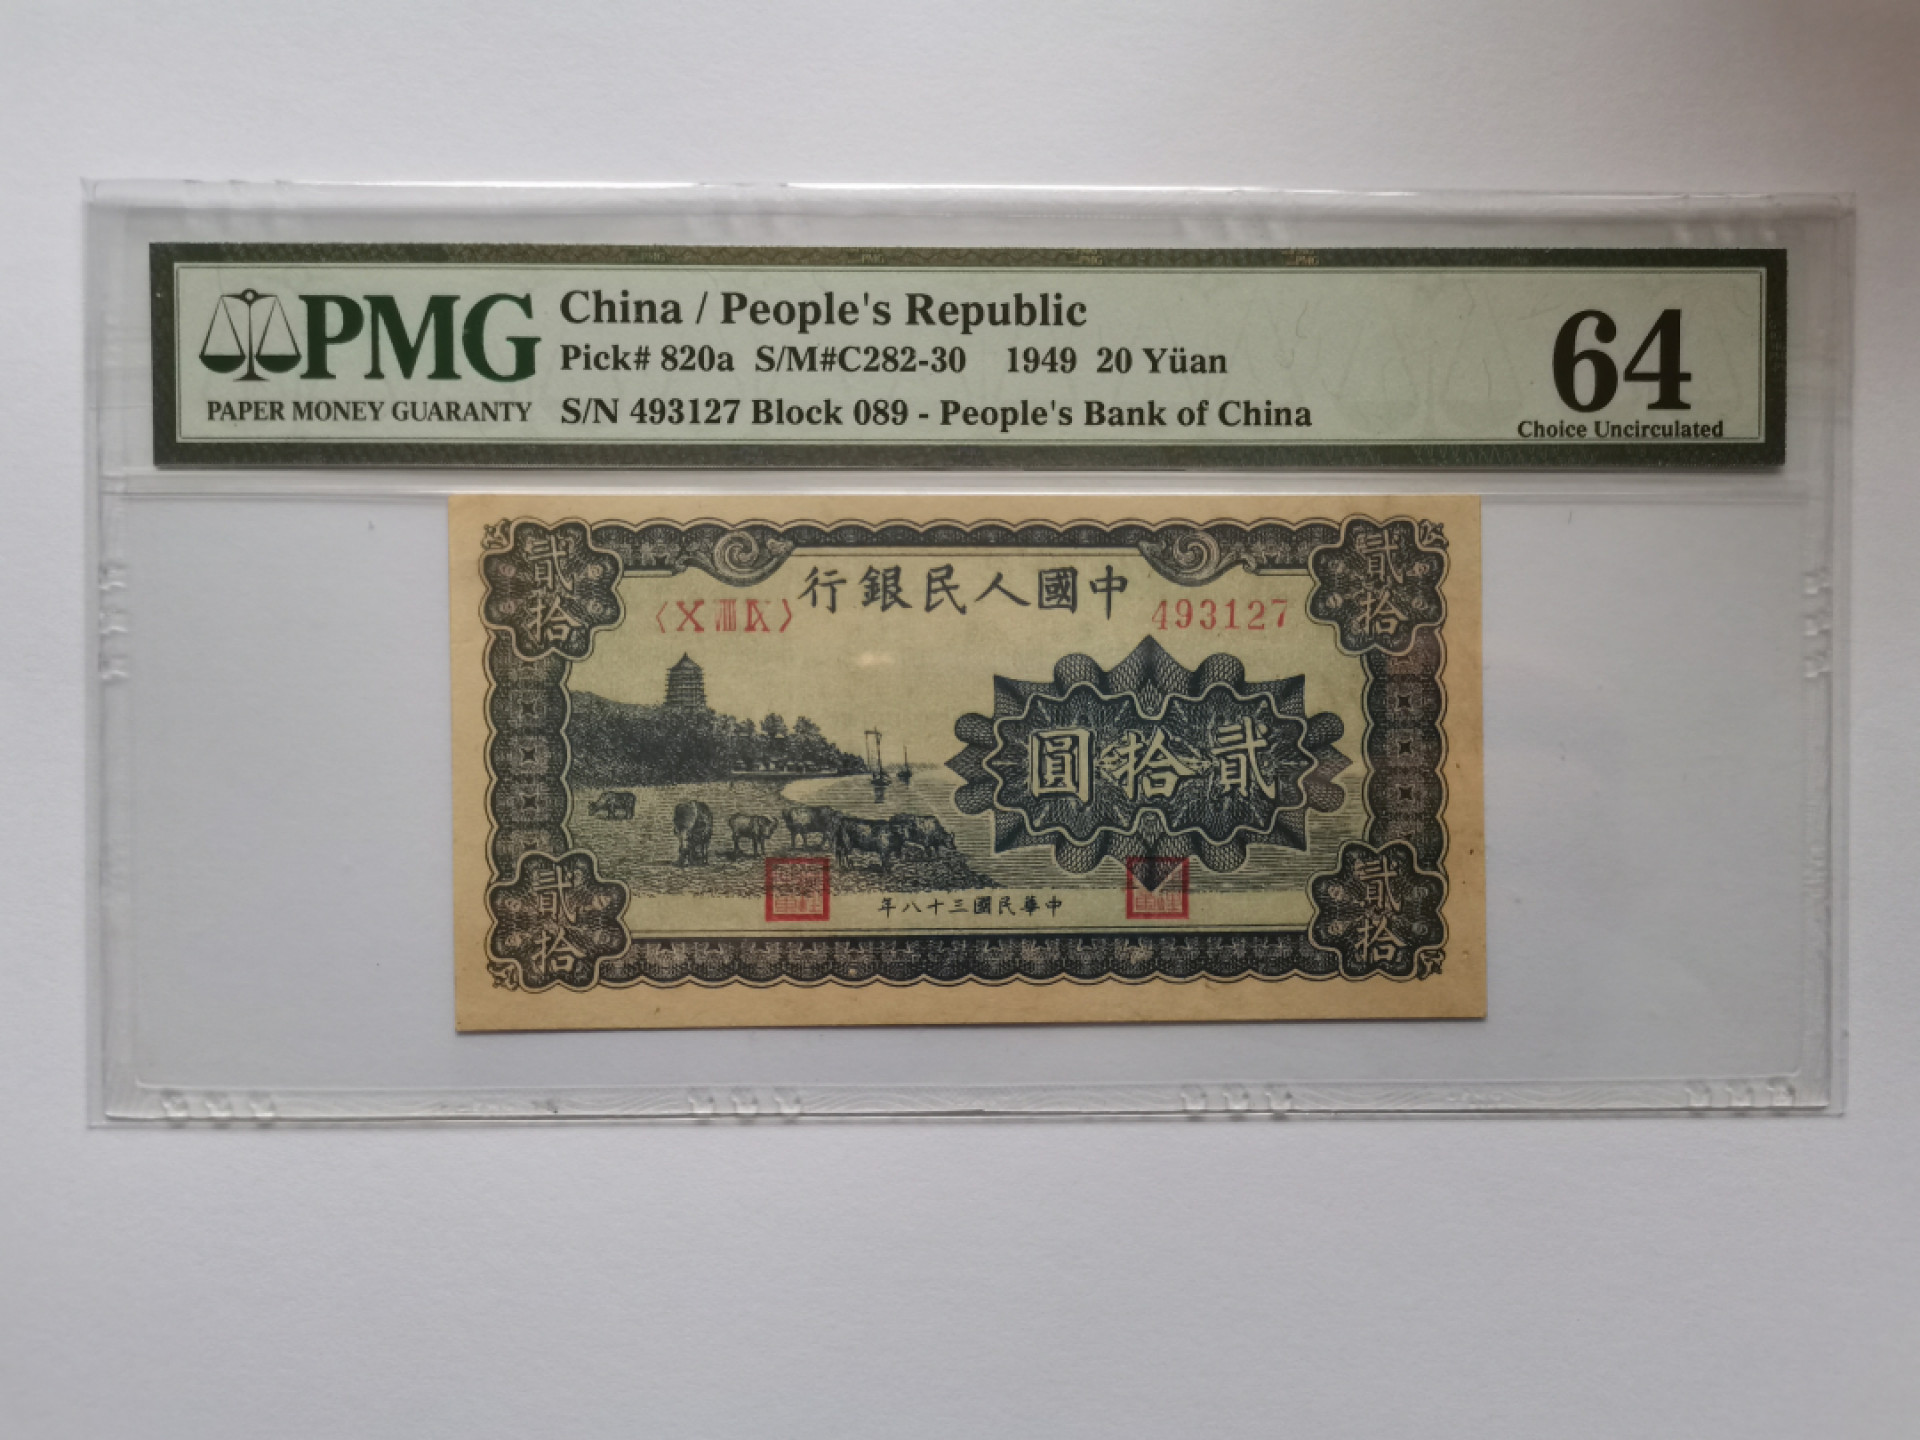 PMG
PAPER MONEY GUARANTY
China / People's Republic
Pick# 820a S/M#C282-30 1949 20 Yüan
S/N 493127 Block 089 - People's Bank of China
64
Choice Uncirculated
貳拾
行銀民人國中
貳拾
〈X Ⅷ Ⅸ〉
493127
圓拾貳
年八十三國民華中
貳拾
貳拾